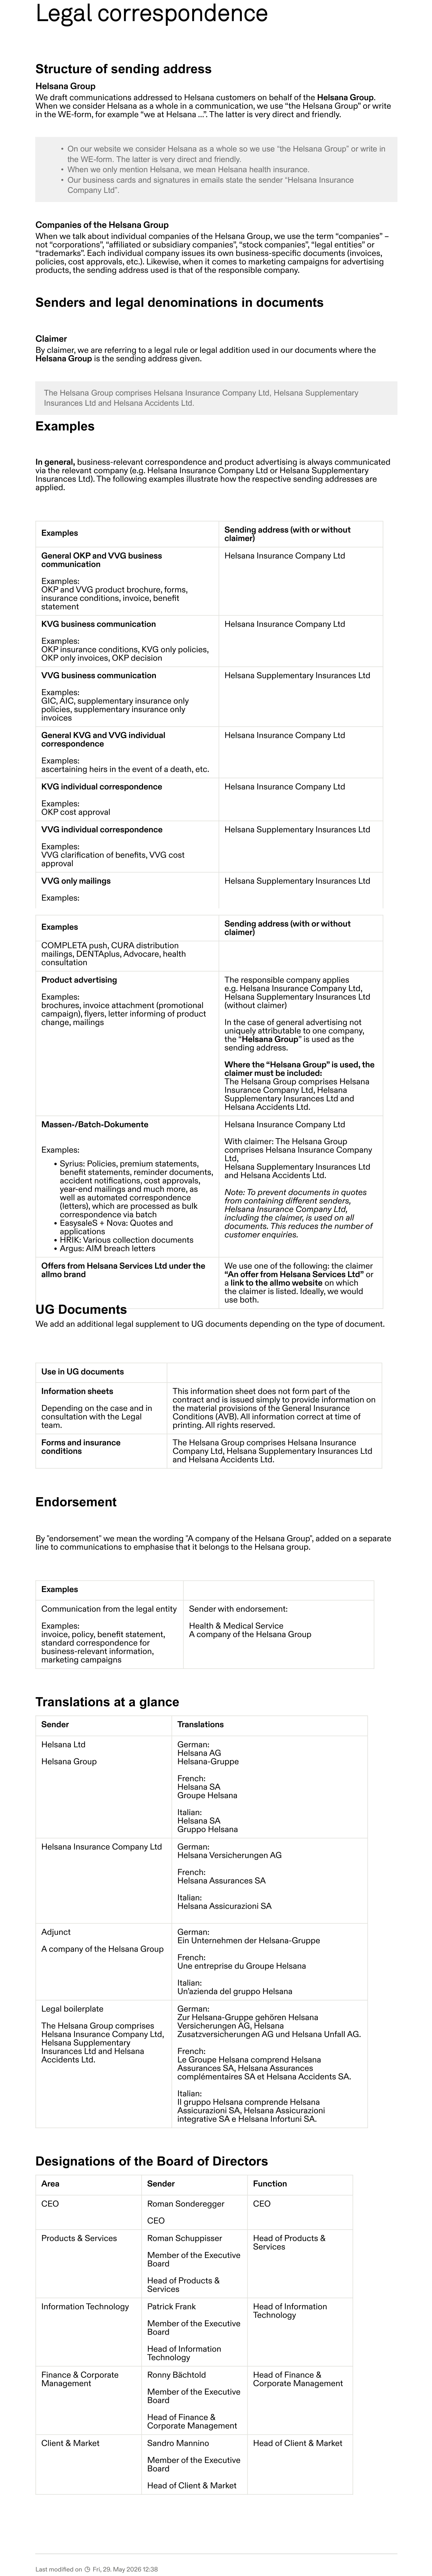 Legal correspondence
Structure of sending address
Helsana Group
We draft communications addressed to Helsana customers on behalf of the Helsana Group.
When we consider Helsana as a whole in a communication, we use “the Helsana Group” or write
in the WE-form, for example “we at Helsana ...”. The latter is very direct and friendly.
• On our website we consider Helsana as a whole so we use “the Helsana Group” or write in
the WE-form. The latter is very direct and friendly.
• When we only mention Helsana, we mean Helsana health insurance.
• Our business cards and signatures in emails state the sender “Helsana Insurance
Company Ltd”.
Companies of the Helsana Group
When we talk about individual companies of the Helsana Group, we use the term “companies” –
not “corporations”, “affiliated or subsidiary companies”, “stock companies”, “legal entities” or
“trademarks”. Each individual company issues its own business-specific documents (invoices,
policies, cost approvals, etc.). Likewise, when it comes to marketing campaigns for advertising
products, the sending address used is that of the responsible company.
Senders and legal denominations in documents
Claimer
By claimer, we are referring to a legal rule or legal addition used in our documents where the
Helsana Group is the sending address given.
The Helsana Group comprises Helsana Insurance Company Ltd, Helsana Supplementary
Insurances Ltd and Helsana Accidents Ltd.
Examples
In general, business-relevant correspondence and product advertising is always communicated
via the relevant company (e.g. Helsana Insurance Company Ltd or Helsana Supplementary
Insurances Ltd). The following examples illustrate how the respective sending addresses are
applied.
Examples
Sending address (with or without
claimer)
General OKP and VVG business
communication
Examples:
OKP and VVG product brochure, forms,
insurance conditions, invoice, benefit
statement
Helsana Insurance Company Ltd
KVG business communication
Examples:
OKP insurance conditions, KVG only policies,
OKP only invoices, OKP decision
Helsana Insurance Company Ltd
VVG business communication
Examples:
GIC, AIC, supplementary insurance only
policies, supplementary insurance only
invoices
Helsana Supplementary Insurances Ltd
General KVG and VVG individual
correspondence
Examples:
ascertaining heirs in the event of a death, etc.
Helsana Insurance Company Ltd
KVG individual correspondence
Examples:
OKP cost approval
Helsana Insurance Company Ltd
VVG individual correspondence
Examples:
VVG clarification of benefits, VVG cost
approval
Helsana Supplementary Insurances Ltd
VVG only mailings
Examples:
Helsana Supplementary Insurances Ltd
Examples
Sending address (with or without
claimer)
COMPLETA push, CURA distribution
mailings, DENTAplus, Advocare, health
consultation
Product advertising
Examples:
brochures, invoice attachment (promotional
campaign), flyers, letter informing of product
change, mailings
The responsible company applies
e.g. Helsana Insurance Company Ltd,
Helsana Supplementary Insurances Ltd
(without claimer)
In the case of general advertising not
uniquely attributable to one company,
the “Helsana Group” is used as the
sending address.
Where the “Helsana Group” is used, the
claimer must be included:
The Helsana Group comprises Helsana
Insurance Company Ltd, Helsana
Supplementary Insurances Ltd and
Helsana Accidents Ltd.
Massen-/Batch-Dokumente
Examples:
• Syrius: Policies, premium statements,
benefit statements, reminder documents,
accident notifications, cost approvals,
year-end mailings and much more, as
well as automated correspondence
(letters), which are processed as bulk
correspondence via batch
• EasysaleS + Nova: Quotes and
applications
• HRIK: Various collection documents
• Argus: AIM breach letters
Helsana Insurance Company Ltd
With claimer: The Helsana Group
comprises Helsana Insurance Company
Ltd,
Helsana Supplementary Insurances Ltd
and Helsana Accidents Ltd.
Note: To prevent documents in quotes
from containing different senders,
Helsana Insurance Company Ltd,
including the claimer, is used on all
documents. This reduces the number of
customer enquiries.
Offers from Helsana Services Ltd under the
allmo brand
We use one of the following: the claimer
“An offer from Helsana Services Ltd” or
a link to the allmo website on which
the claimer is listed. Ideally, we would
use both.
UG Documents
We add an additional legal supplement to UG documents depending on the type of document.
Use in UG documents
Information sheets
Depending on the case and in
consultation with the Legal
team.
This information sheet does not form part of the
contract and is issued simply to provide information on
the material provisions of the General Insurance
Conditions (AVB). All information correct at time of
printing. All rights reserved.
Forms and insurance
conditions
The Helsana Group comprises Helsana Insurance
Company Ltd, Helsana Supplementary Insurances Ltd
and Helsana Accidents Ltd.
Endorsement
By "endorsement" we mean the wording "A company of the Helsana Group", added on a separate
line to communications to emphasise that it belongs to the Helsana group.
Examples
Communication from the legal entity
Examples:
invoice, policy, benefit statement,
standard correspondence for
business-relevant information,
marketing campaigns
Sender with endorsement:
Health & Medical Service
A company of the Helsana Group
Translations at a glance
Sender
Translations
Helsana Ltd
Helsana Group
German:
Helsana AG
Helsana-Gruppe
French:
Helsana SA
Groupe Helsana
Italian:
Helsana SA
Gruppo Helsana
Helsana Insurance Company Ltd
German:
Helsana Versicherungen AG
French:
Helsana Assurances SA
Italian:
Helsana Assicurazioni SA
Adjunct
A company of the Helsana Group
German:
Ein Unternehmen der Helsana-Gruppe
French:
Une entreprise du Groupe Helsana
Italian:
Un'azienda del gruppo Helsana
Legal boilerplate
The Helsana Group comprises
Helsana Insurance Company Ltd,
Helsana Supplementary
Insurances Ltd and Helsana
Accidents Ltd.
German:
Zur Helsana-Gruppe gehören Helsana
Versicherungen AG, Helsana
Zusatzversicherungen AG und Helsana Unfall AG.
French:
Le Groupe Helsana comprend Helsana
Assurances SA, Helsana Assurances
complémentaires SA et Helsana Accidents SA.
Italian:
Il gruppo Helsana comprende Helsana
Assicurazioni SA, Helsana Assicurazioni
integrative SA e Helsana Infortuni SA.
Designations of the Board of Directors
Area
Sender
Function
CEO
Roman Sonderegger
CEO
CEO
Products & Services
Roman Schuppisser
Member of the Executive
Board
Head of Products &
Services
Head of Products &
Services
Information Technology
Patrick Frank
Member of the Executive
Board
Head of Information
Technology
Head of Information
Technology
Finance & Corporate
Management
Ronny Bächtold
Member of the Executive
Board
Head of Finance &
Corporate Management
Head of Finance &
Corporate Management
Client & Market
Sandro Mannino
Member of the Executive
Board
Head of Client & Market
Head of Client & Market
Last modified on Fri, 29. May 2026 12:38